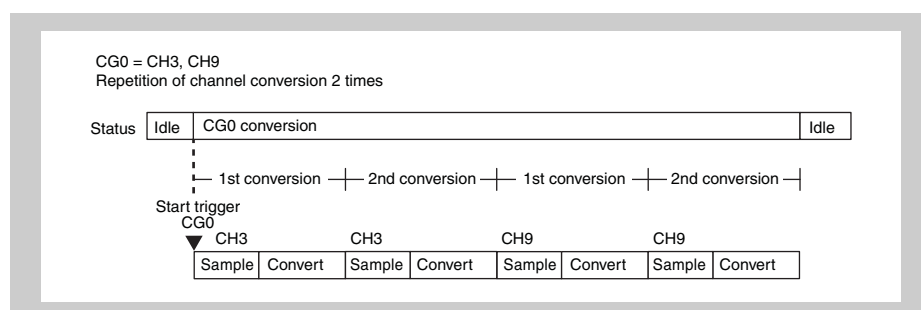 CG0 = CH3, CH9
Repetition of channel conversion 2 times
Status Idle CG0 conversion Idle
1st conversion 2nd conversion 1st conversion 2nd conversion
Start trigger
CG0
CH3 CH3 CH9 CH9
Sample Convert Sample Convert Sample Convert Sample Convert